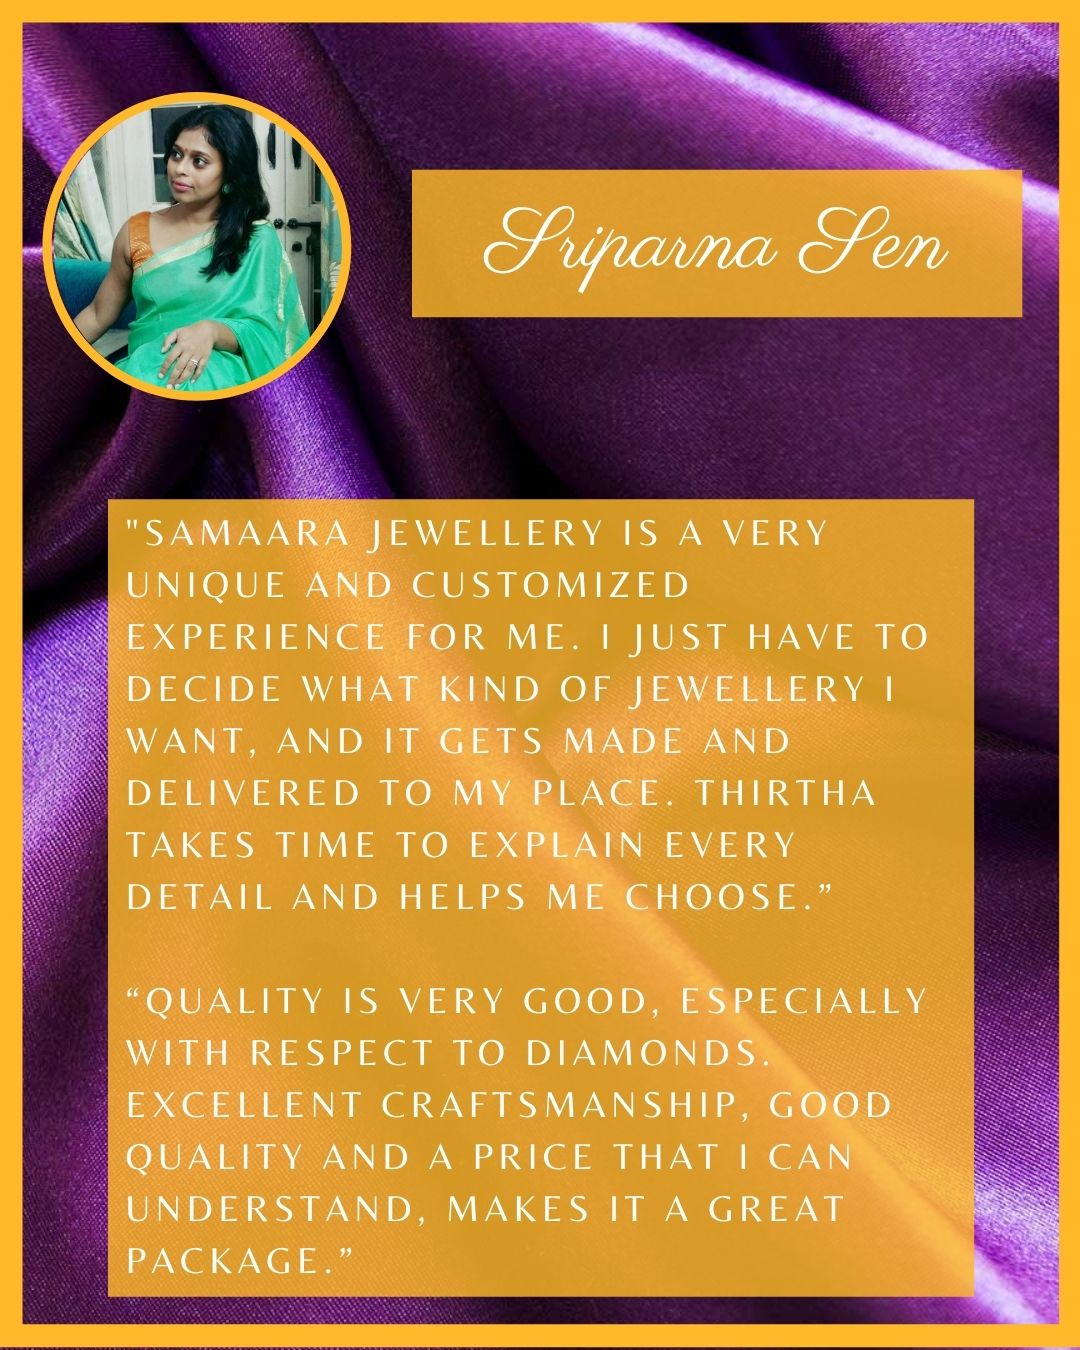 Sriparna Sen
"SAMAARA JEWELLERY IS A VERY
UNIQUE AND CUSTOMIZED
EXPERIENCE FOR ME. I JUST HAVE TO
DECIDE WHAT KIND OF JEWELLERY I
WANT, AND IT GETS MADE AND
DELIVERED TO MY PLACE. THIRTHA
TAKES TIME TO EXPLAIN EVERY
DETAIL AND HELPS ME CHOOSE.”
“QUALITY IS VERY GOOD, ESPECIALLY
WITH RESPECT TO DIAMONDS.
EXCELLENT CRAFTSMANSHIP, GOOD
QUALITY AND A PRICE THAT I CAN
UNDERSTAND, MAKES IT A GREAT
PACKAGE.”